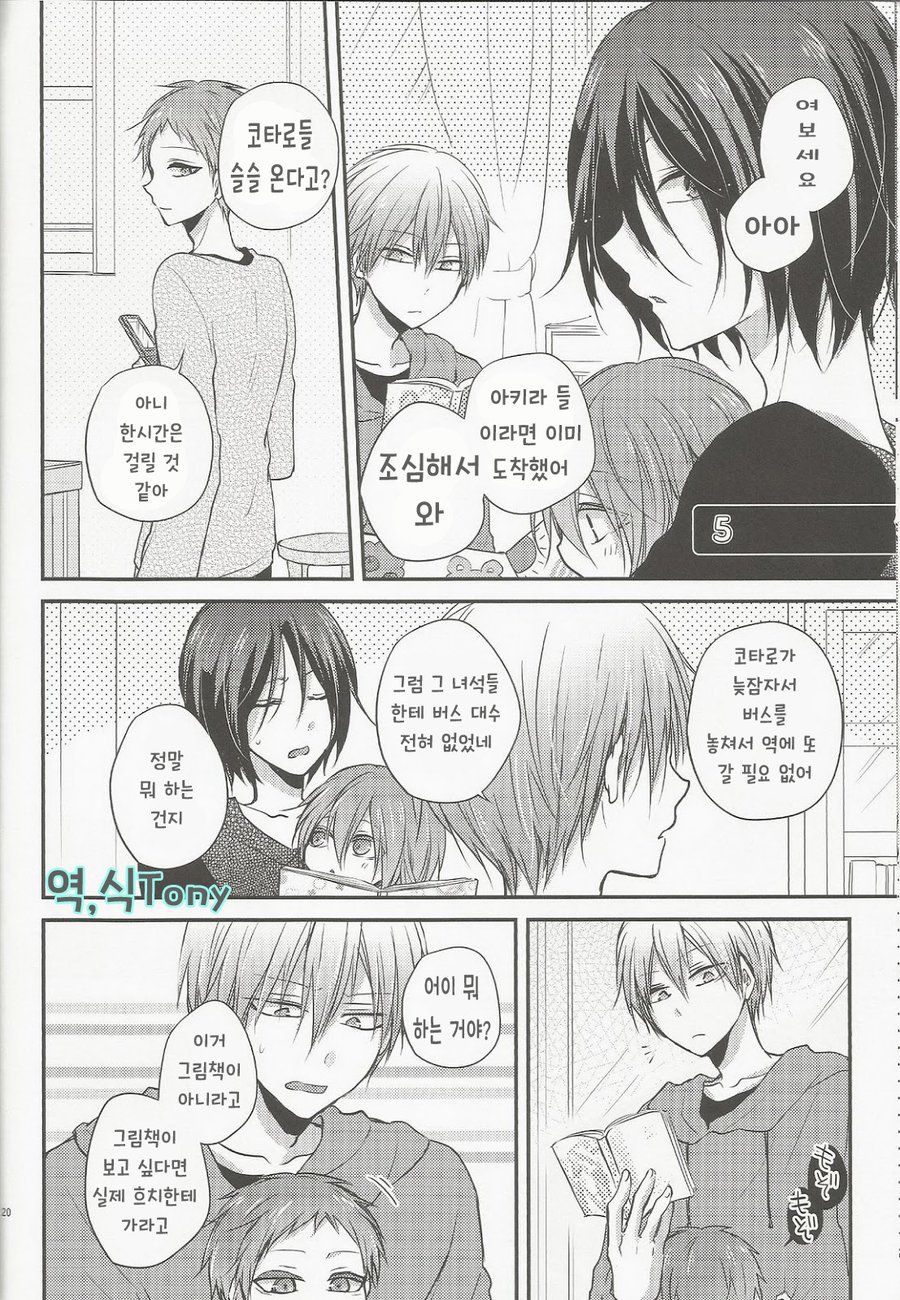 여
보
세
요
아아
아키라 들
이라면 이미
도착했어
조심해서
와
5
코타로들
슬슬 온다고?
아니
한시간은
걸릴 것
같아
코타로가
늦잠자서
버스를
놓쳐서 역에 또
갈 필요 없어
그럼 그 녀석들
한테 버스 대수
전혀 없었네
정말
뭐 하는
건지
역,식Tony
もぞ
もぞ
어이 뭐
하는 거야?
이거
그림책이
아니라고
그림책이
보고 싶다면
실제 흐치한테
가라고
20